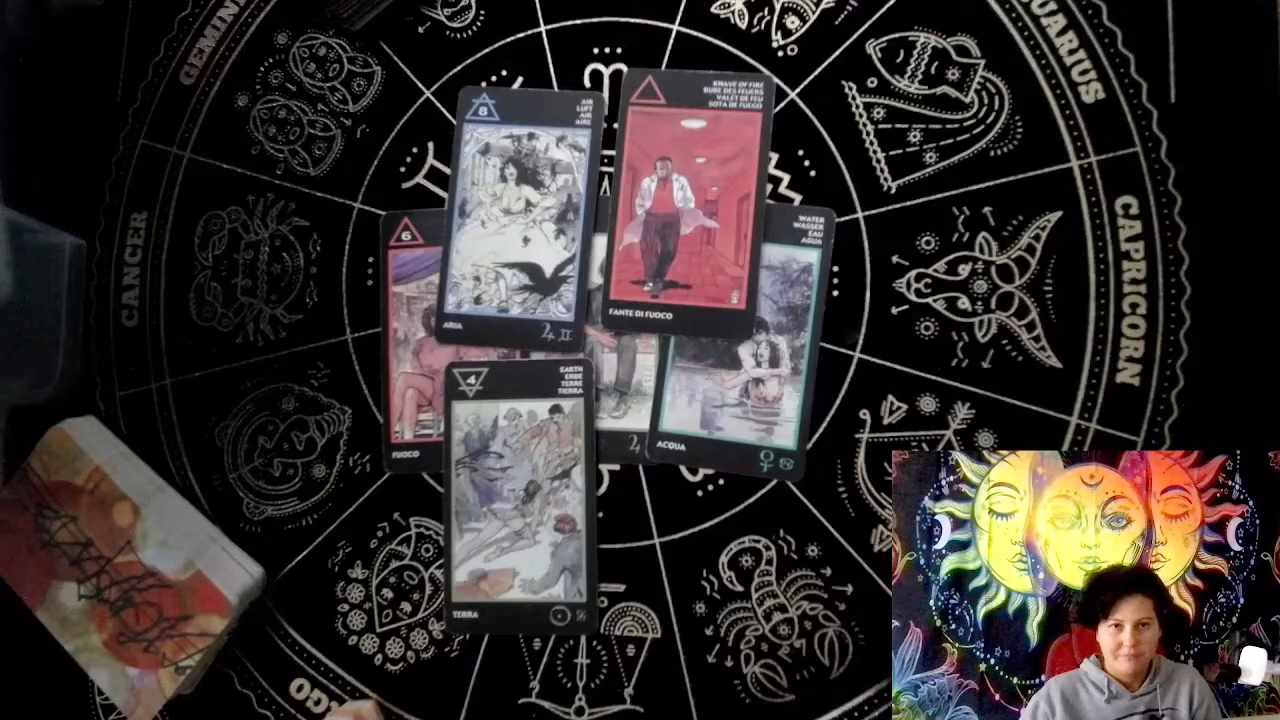 GEMINI
AQUARIUS
CANCER
CAPRICORN
8
AIR
LUFT
AIR
AIRE
ARIA
KNAVE OF FIRE
BUBE DES FEUERS
VALET DE FEU
SOTA DE FUEGO
FANTE DI FUOCO
6
FUOCO
WATER
WASSER
EAU
AGUA
ACQUA
4
EARTH
ERDE
TERRE
TIERRA
TERRA